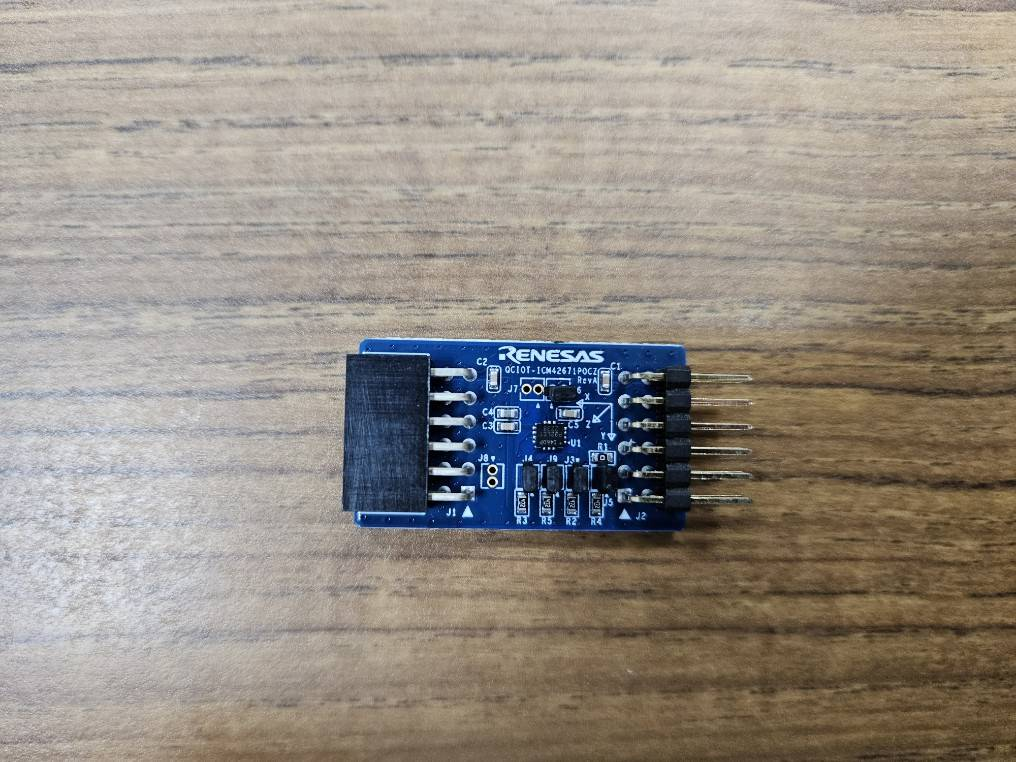 RENESAS
QCIOT-ICM42671POCZ
RevA
C2
C1
J7
6
X
C4
C3
C5
Z
Y
U1
R1
J8
J4
J9
J3
J5
J1
J2
R3
R5
R2
R4